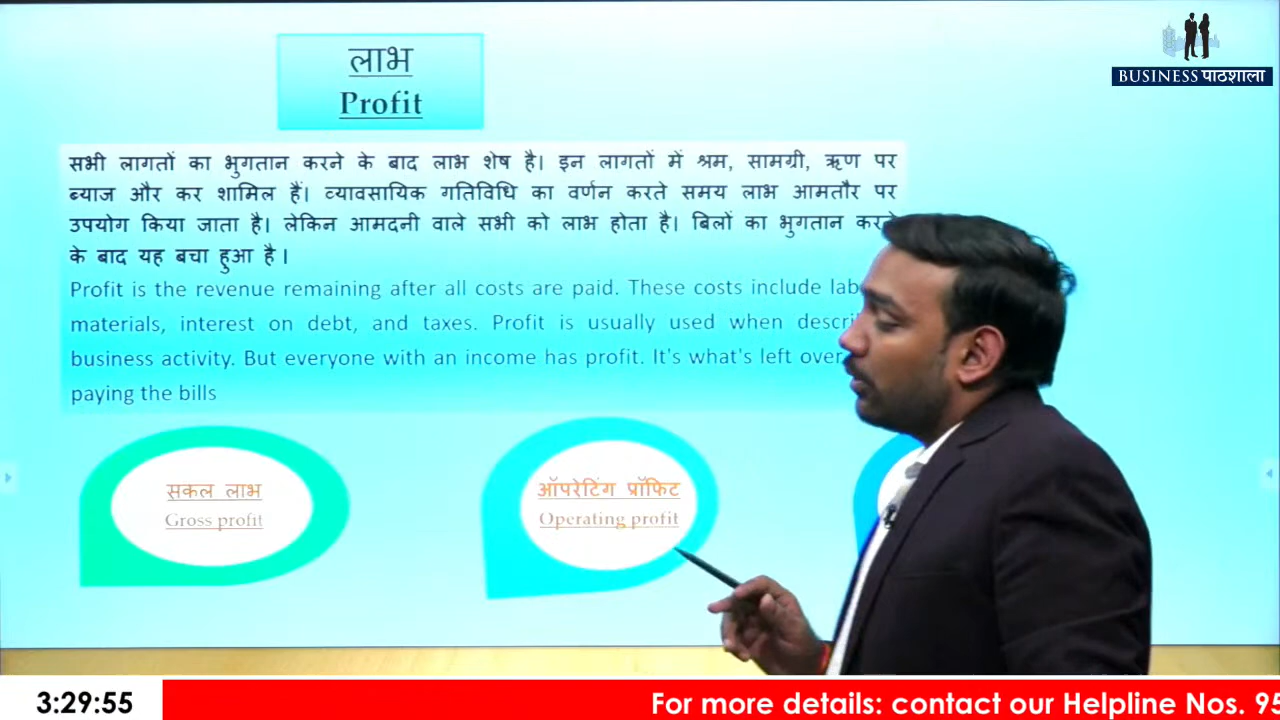 लाभ
Profit
BUSINESS पाठशाला
सभी लागतों का भुगतान करने के बाद लाभ शेष है। इन लागतों में श्रम, सामग्री, ऋण पर
ब्याज और कर शामिल हैं। व्यावसायिक गतिविधि का वर्णन करते समय लाभ आमतौर पर
उपयोग किया जाता है। लेकिन आमदनी वाले सभी को लाभ होता है। बिलों का भुगतान करने
के बाद यह बचा हुआ है।
Profit is the revenue remaining after all costs are paid. These costs include
materials, interest on debt, and taxes. Profit is usually used when
business activity. But everyone with an income has profit. It's what's left over
paying the bills
सकल लाभ
Gross profit
ऑपरेटिंग प्रॉफिट
Operating profit
3:29:55
For more details: contact our Helpline Nos. 95